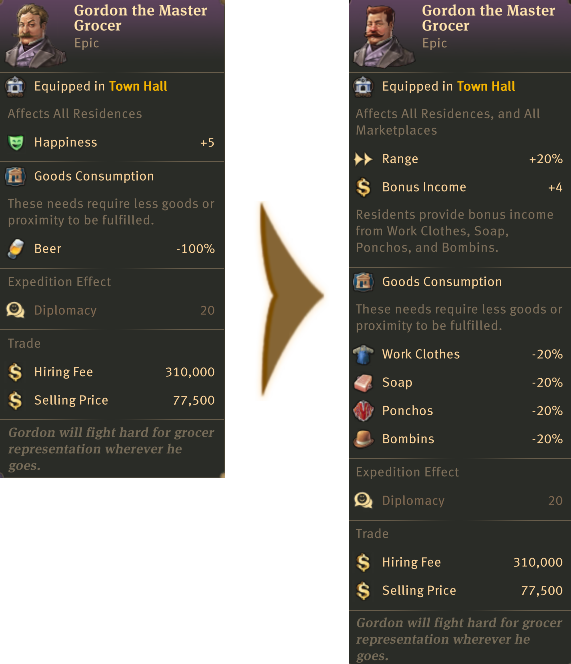 Gordon the Master
Grocer
Epic
Equipped in Town Hall
Affects All Residences
Happiness +5
Goods Consumption
These needs require less goods or
proximity to be fulfilled.
Beer -100%
Expedition Effect
Diplomacy 20
Trade
Hiring Fee 310,000
Selling Price 77,500
Gordon will fight hard for grocer
representation wherever he
goes.
Gordon the Master
Grocer
Epic
Equipped in Town Hall
Affects All Residences, and All
Marketplaces
Range +20%
Bonus Income +4
Residents provide bonus income
from Work Clothes, Soap,
Ponchos, and Bombins.
Goods Consumption
These needs require less goods or
proximity to be fulfilled.
Work Clothes -20%
Soap -20%
Ponchos -20%
Bombins -20%
Expedition Effect
Diplomacy 20
Trade
Hiring Fee 310,000
Selling Price 77,500
Gordon will fight hard for grocer
representation wherever he
goes.